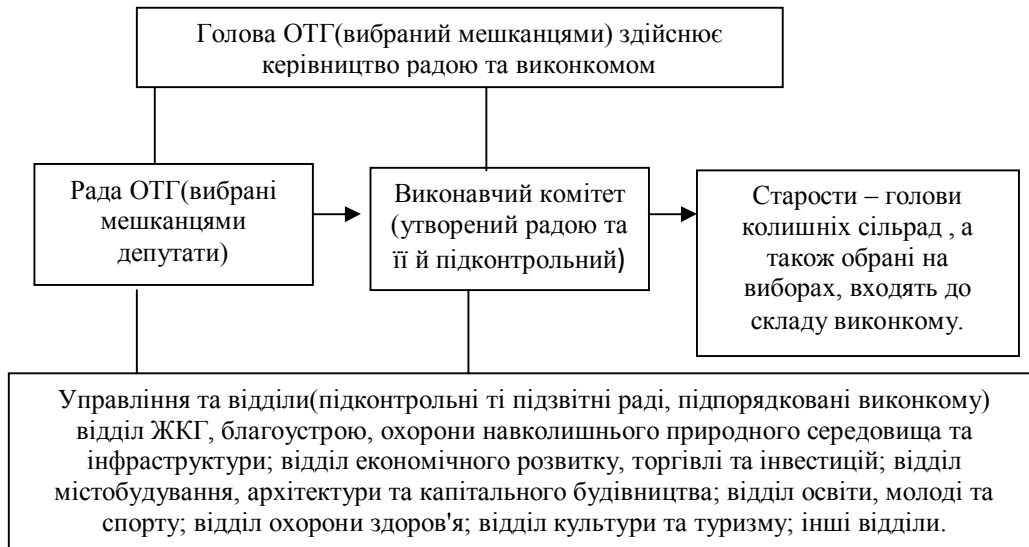 Голова ОТГ(вибраний мешканцями) здійснює
керівництво радою та виконкомом
Рада ОТГ(вибрані
мешканцями
депутати)
Виконавчий комітет
(утворений радою та
її й підконтрольний)
Старости – голови
колишніх сільрад , а
також обрані на
виборах, входять до
складу виконкому.
Управління та відділи(підконтрольні ті підзвітні раді, підпорядковані виконкому)
відділ ЖКГ, благоустрою, охорони навколишнього природного середовища та
інфраструктури; відділ економічного розвитку, торгівлі та інвестицій; відділ
містобудування, архітектури та капітального будівництва; відділ освіти, молоді та
спорту; відділ охорони здоров'я; відділ культури та туризму; інші відділи.